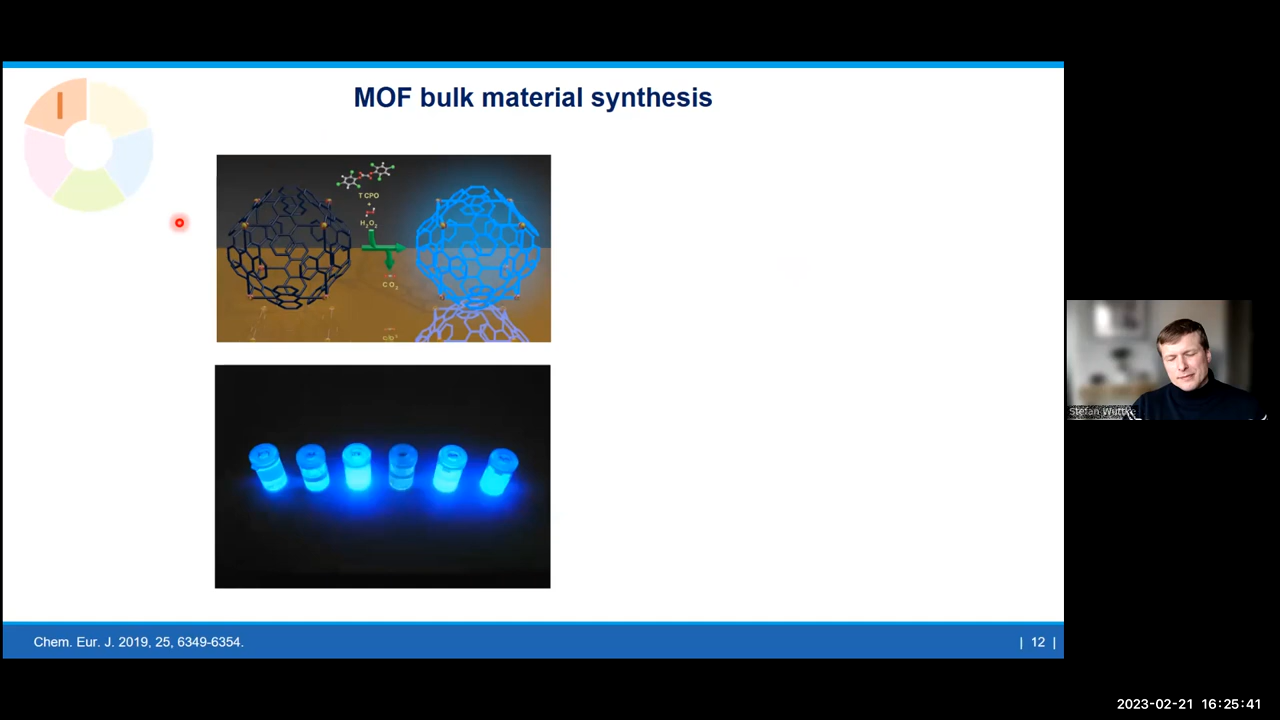 MOF bulk material synthesis
I
TCPO
+
H2O2
CO2
Stefan Wuttke
Chem. Eur. J. 2019, 25, 6349-6354.
| 12 |
2023-02-21 16:25:41